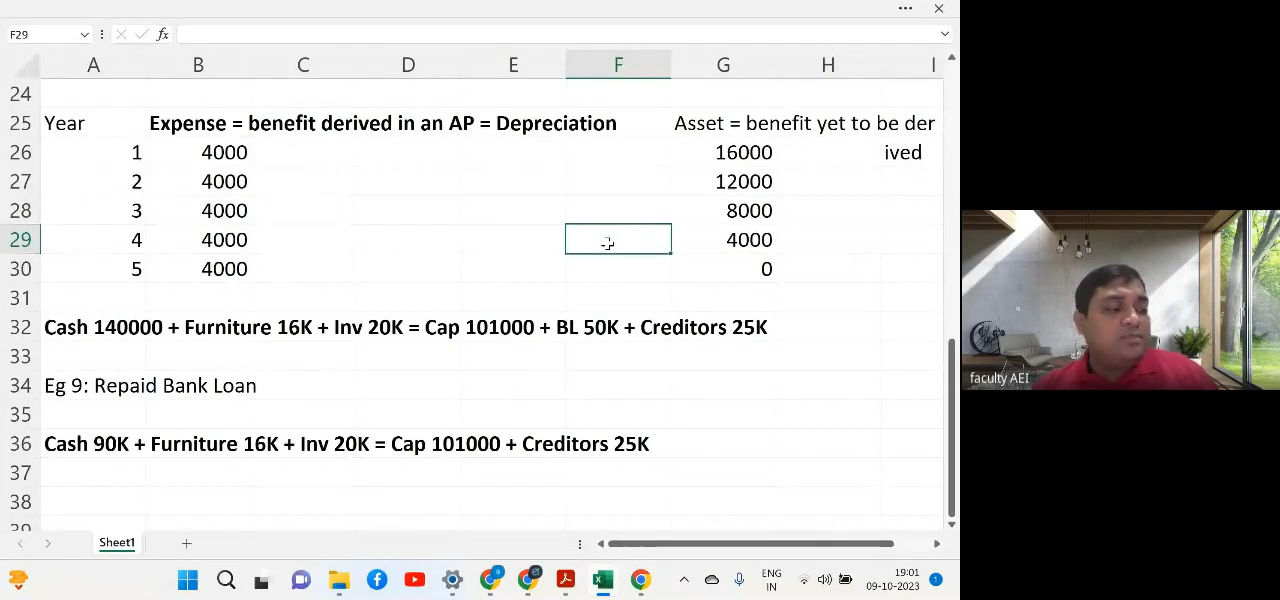 F29
fx
A B C D E F G H I
24
25 Year Expense = benefit derived in an AP = Depreciation Asset = benefit yet to be der
26 1 4000 16000 ived
27 2 4000 12000
28 3 4000 8000
29 4 4000 4000
30 5 4000 0
31
32 Cash 140000 + Furniture 16K + Inv 20K = Cap 101000 + BL 50K + Creditors 25K
33
34 Eg 9: Repaid Bank Loan
35
36 Cash 90K + Furniture 16K + Inv 20K = Cap 101000 + Creditors 25K
37
38
39
faculty AEI
Sheet1
ENG
IN
19:01
09-10-2023
1